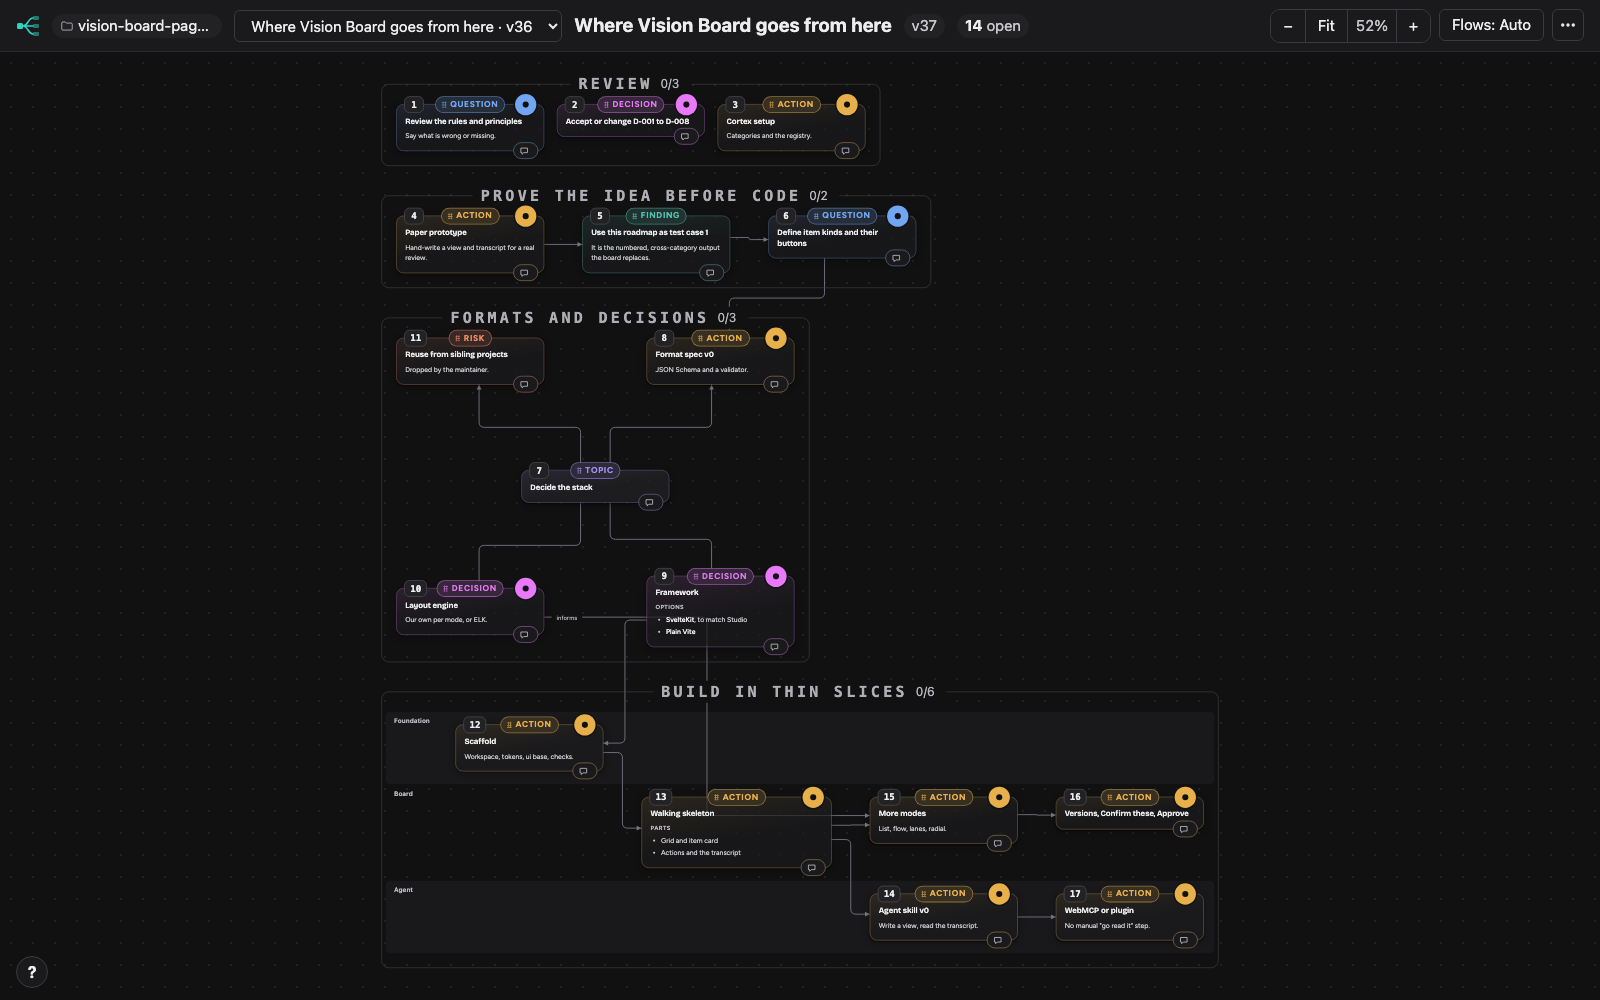 vision-board-pag...
Where Vision Board goes from here · v36
Where Vision Board goes from here
v37
14 open
−
Fit
52%
+
Flows: Auto
REVIEW 0/3
1
QUESTION
Review the rules and principles
Say what is wrong or missing.
2
DECISION
Accept or change D-001 to D-008
3
ACTION
Cortex setup
Categories and the registry.
PROVE THE IDEA BEFORE CODE 0/2
4
ACTION
Paper prototype
Hand-write a view and transcript for a real
review.
5
FINDING
Use this roadmap as test case 1
It is the numbered, cross-category output
the board replaces.
6
QUESTION
Define item kinds and their
buttons
FORMATS AND DECISIONS 0/3
11
RISK
Reuse from sibling projects
Dropped by the maintainer.
8
ACTION
Format spec v0
JSON Schema and a validator.
7
TOPIC
Decide the stack
10
DECISION
Layout engine
Our own per mode, or ELK.
informs
9
DECISION
Framework
OPTIONS
• SvelteKit, to match Studio
• Plain Vite
BUILD IN THIN SLICES 0/6
Foundation
12
ACTION
Scaffold
Workspace, tokens, ui base, checks.
Board
13
ACTION
Walking skeleton
PARTS
• Grid and item card
• Actions and the transcript
15
ACTION
More modes
List, flow, lanes, radial.
16
ACTION
Versions, Confirm these, Approve
Agent
14
ACTION
Agent skill v0
Write a view, read the transcript.
17
ACTION
WebMCP or plugin
No manual "go read it" step.
?